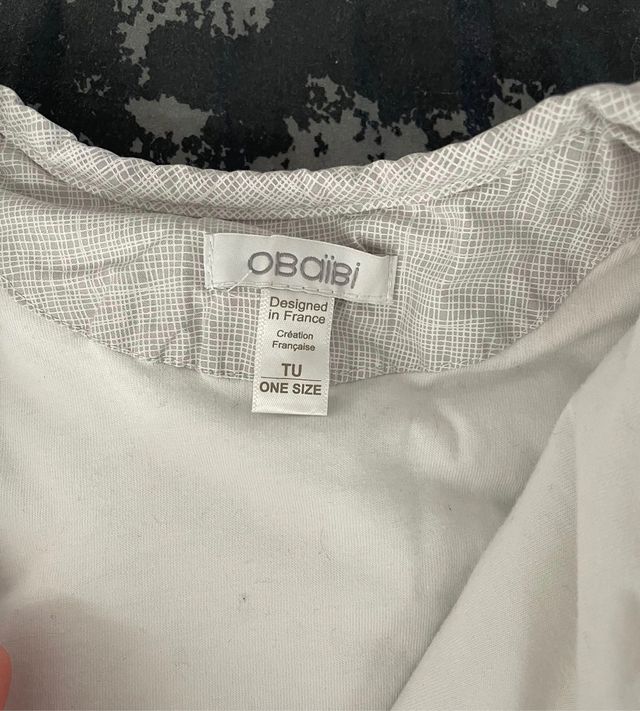 OBaïBi
Designed
in France
Création
Française
TU
ONE SIZE